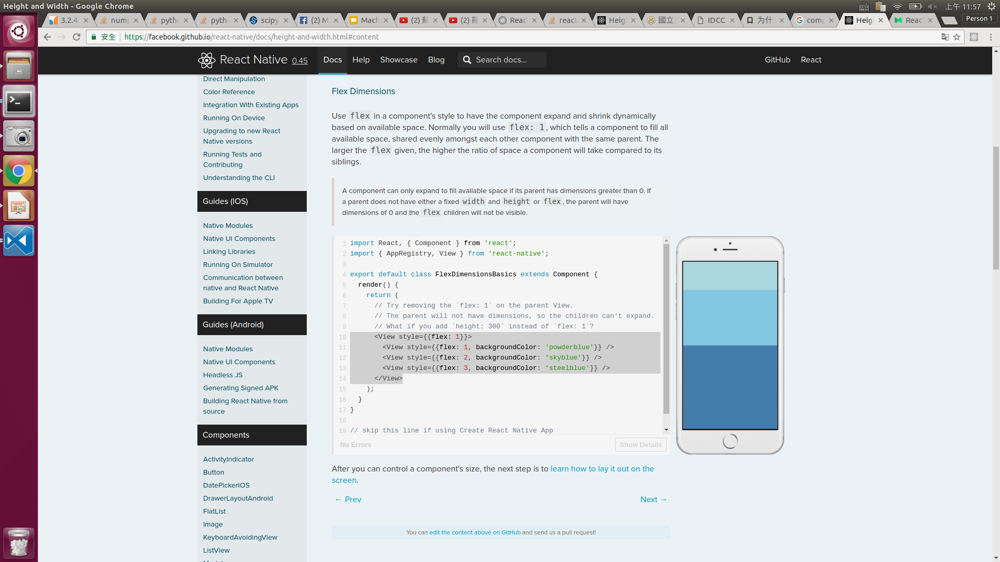 Height and Width - Google Chrome
上午 11:57
3.2.4.
nump
pytho
pytho
scipy
(2) M
Mach
(2) 蘇
(2) 羅
Reac
react
Heig
國立
IDCC
为什
comp
Heig
Reac
Person 1
安全
https://facebook.github.io/react-native/docs/height-and-width.html#content
React Native 0.45
Docs
Help
Showcase
Blog
Search docs...
GitHub
React
Direct Manipulation
Color Reference
Integration With Existing Apps
Running On Device
Upgrading to new React
Native versions
Running Tests and
Contributing
Understanding the CLI
Guides (IOS)
Native Modules
Native UI Components
Linking Libraries
Running On Simulator
Communication between
native and React Native
Building For Apple TV
Guides (Android)
Native Modules
Native UI Components
Headless JS
Generating Signed APK
Building React Native from
source
Components
ActivityIndicator
Button
DatePickerIOS
DrawerLayoutAndroid
FlatList
Image
KeyboardAvoidingView
ListView
Flex Dimensions
Use flex in a component's style to have the component expand and shrink dynamically
based on available space. Normally you will use flex: 1, which tells a component to fill all
available space, shared evenly amongst each other component with the same parent. The
larger the flex given, the higher the ratio of space a component will take compared to its
siblings.
A component can only expand to fill available space if its parent has dimensions greater than 0. If
a parent does not have either a fixed width and height or flex, the parent will have
dimensions of 0 and the flex children will not be visible.
1 import React, { Component } from 'react';
2 import { AppRegistry, View } from 'react-native';
3
4 export default class FlexDimensionsBasics extends Component {
5 render() {
6 return (
7 // Try removing the `flex: 1` on the parent View.
8 // The parent will not have dimensions, so the children can't expand.
9 // What if you add `height: 300` instead of `flex: 1`?
10 <View style={{flex: 1}}>
11 <View style={{flex: 1, backgroundColor: 'powderblue'}} />
12 <View style={{flex: 2, backgroundColor: 'skyblue'}} />
13 <View style={{flex: 3, backgroundColor: 'steelblue'}} />
14 </View>
15 );
16 }
17 }
18
19 // skip this line if using Create React Native App
No Errors
Show Details
After you can control a component's size, the next step is to learn how to lay it out on the
screen.
← Prev
Next →
You can edit the content above on GitHub and send us a pull request!